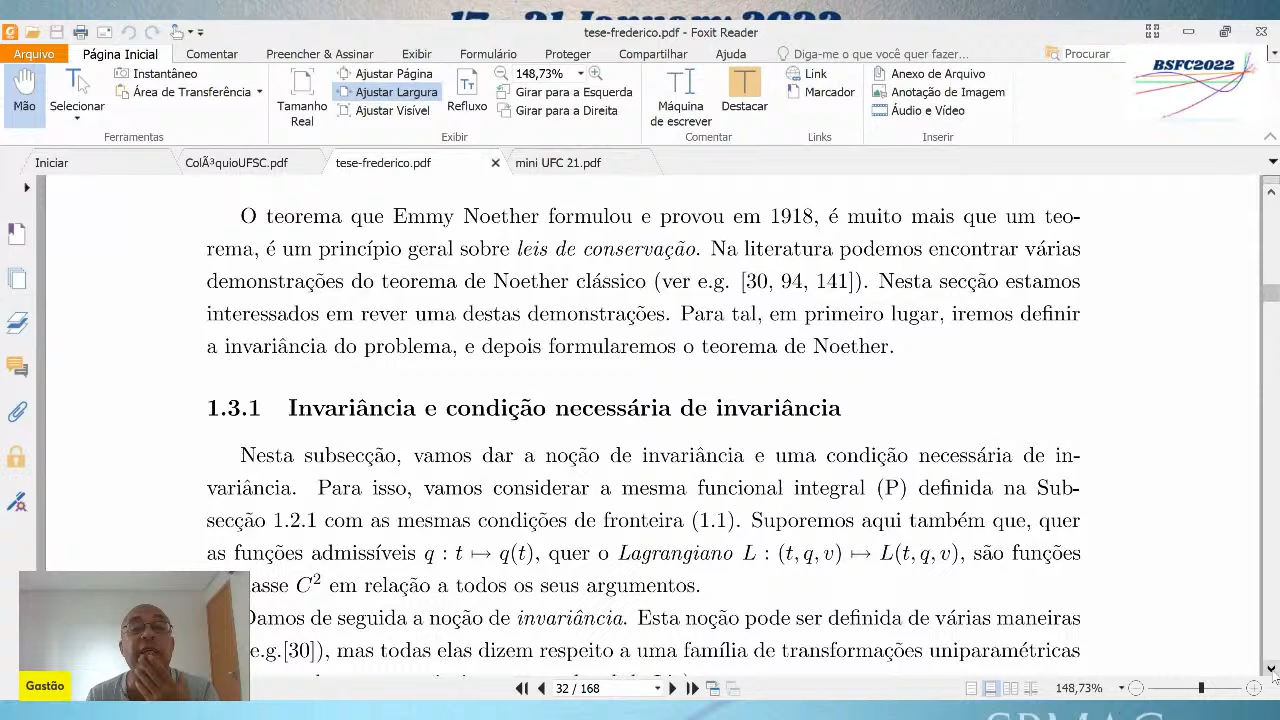 17 - 21 January 2022
tese-frederico.pdf - Foxit Reader
Arquivo Página Inicial Comentar Preencher & Assinar Exibir Formulário Proteger Compartilhar Ajuda Diga-me o que você quer fazer... Procurar
BSFC2022
Mão
Selecionar
Instantâneo
Área de Transferência
Ferramentas
Tamanho
Real
Ajustar Página
Ajustar Largura
Ajustar Visível
Refluxo
148,73%
Girar para a Esquerda
Girar para a Direita
Exibir
Máquina
de escrever
Destacar
Comentar
Link
Marcador
Links
Anexo de Arquivo
Anotação de Imagem
Áudio e Vídeo
Inserir
Iniciar ColÃ³quioUFSC.pdf tese-frederico.pdf mini UFC 21.pdf
O teorema que Emmy Noether formulou e provou em 1918, é muito mais que um teo-
rema, é um princípio geral sobre leis de conservação. Na literatura podemos encontrar várias
demonstrações do teorema de Noether clássico (ver e.g. [30, 94, 141]). Nesta secção estamos
interessados em rever uma destas demonstrações. Para tal, em primeiro lugar, iremos definir
a invariância do problema, e depois formularemos o teorema de Noether.
1.3.1 Invariância e condição necessária de invariância
Nesta subsecção, vamos dar a noção de invariância e uma condição necessária de in-
variância. Para isso, vamos considerar a mesma funcional integral (P) definida na Sub-
secção 1.2.1 com as mesmas condições de fronteira (1.1). Suporemos aqui também que, quer
as funções admissíveis q : t ↦ q(t), quer o Lagrangiano L : (t, q, v) ↦ L(t, q, v), são funções
asse C² em relação a todos os seus argumentos.
Damos de seguida a noção de invariância. Esta noção pode ser definida de várias maneiras
e.g.[30]), mas todas elas dizem respeito a uma família de transformações uniparamétricas
Gastão
32 / 168
148,73%